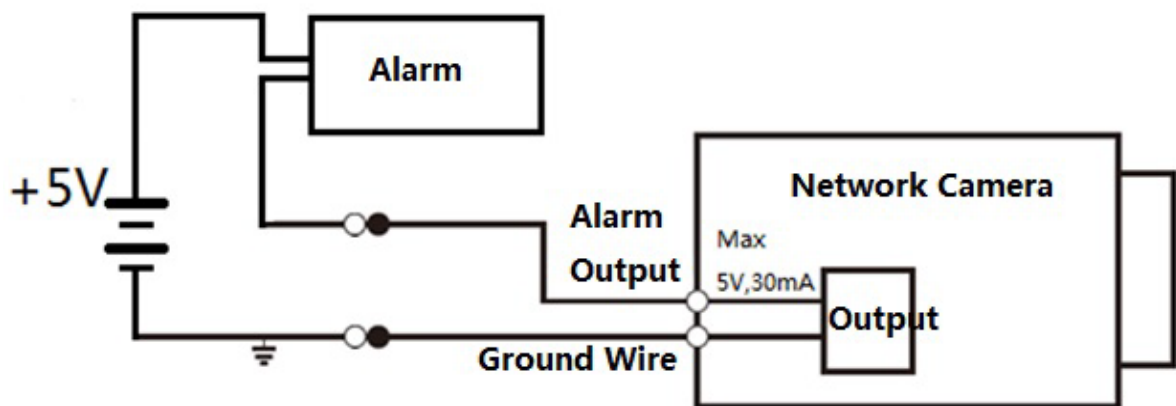 Alarm
+5V
Network Camera
Alarm
Output
Max
5V,30mA
Output
Ground Wire